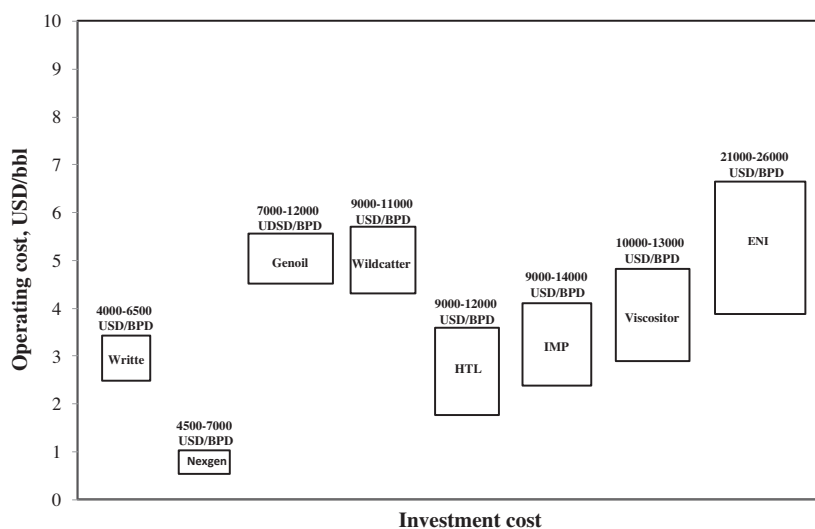 10
9
8
7
6
5
4
3
2
1
0
Operating cost, USD/bbl
Investment cost
4000-6500
USD/BPD
Writte
4500-7000
USD/BPD
Nexgen
7000-12000
UDSD/BPD
Genoil
9000-11000
USD/BPD
Wildcatter
9000-12000
USD/BPD
HTL
9000-14000
USD/BPD
IMP
10000-13000
USD/BPD
Viscositor
21000-26000
USD/BPD
ENI